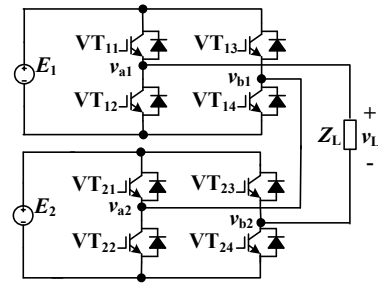 VT11 VT13
E1 va1 vb1
VT12 VT14 +
ZL vL
-
VT21 VT23
E2 va2 vb2
VT22 VT24